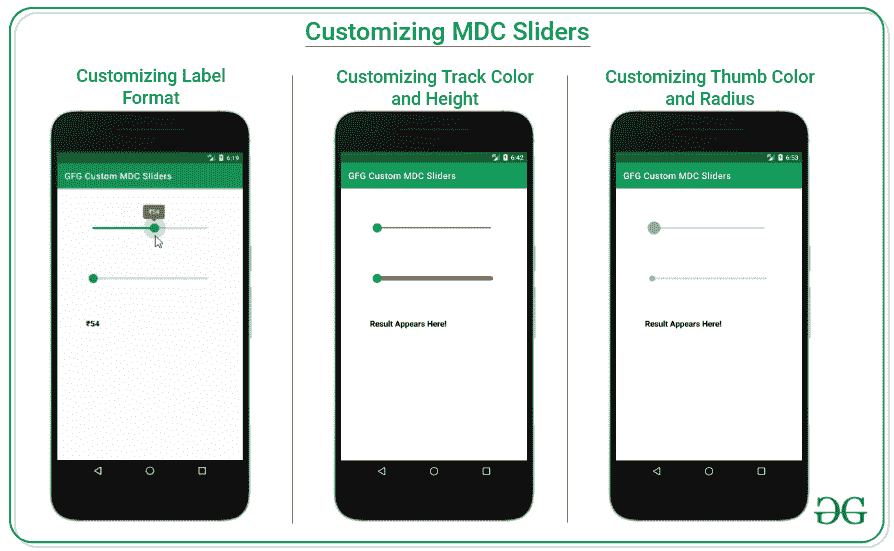 Customizing MDC Sliders
Customizing Label
Format
6:19
GFG Custom MDC Sliders
₹54
Customizing Track Color
and Height
6:42
GFG Custom MDC Sliders
Result Appears Here!
Customizing Thumb Color
and Radius
6:53
GFG Custom MDC Sliders
Result Appears Here!